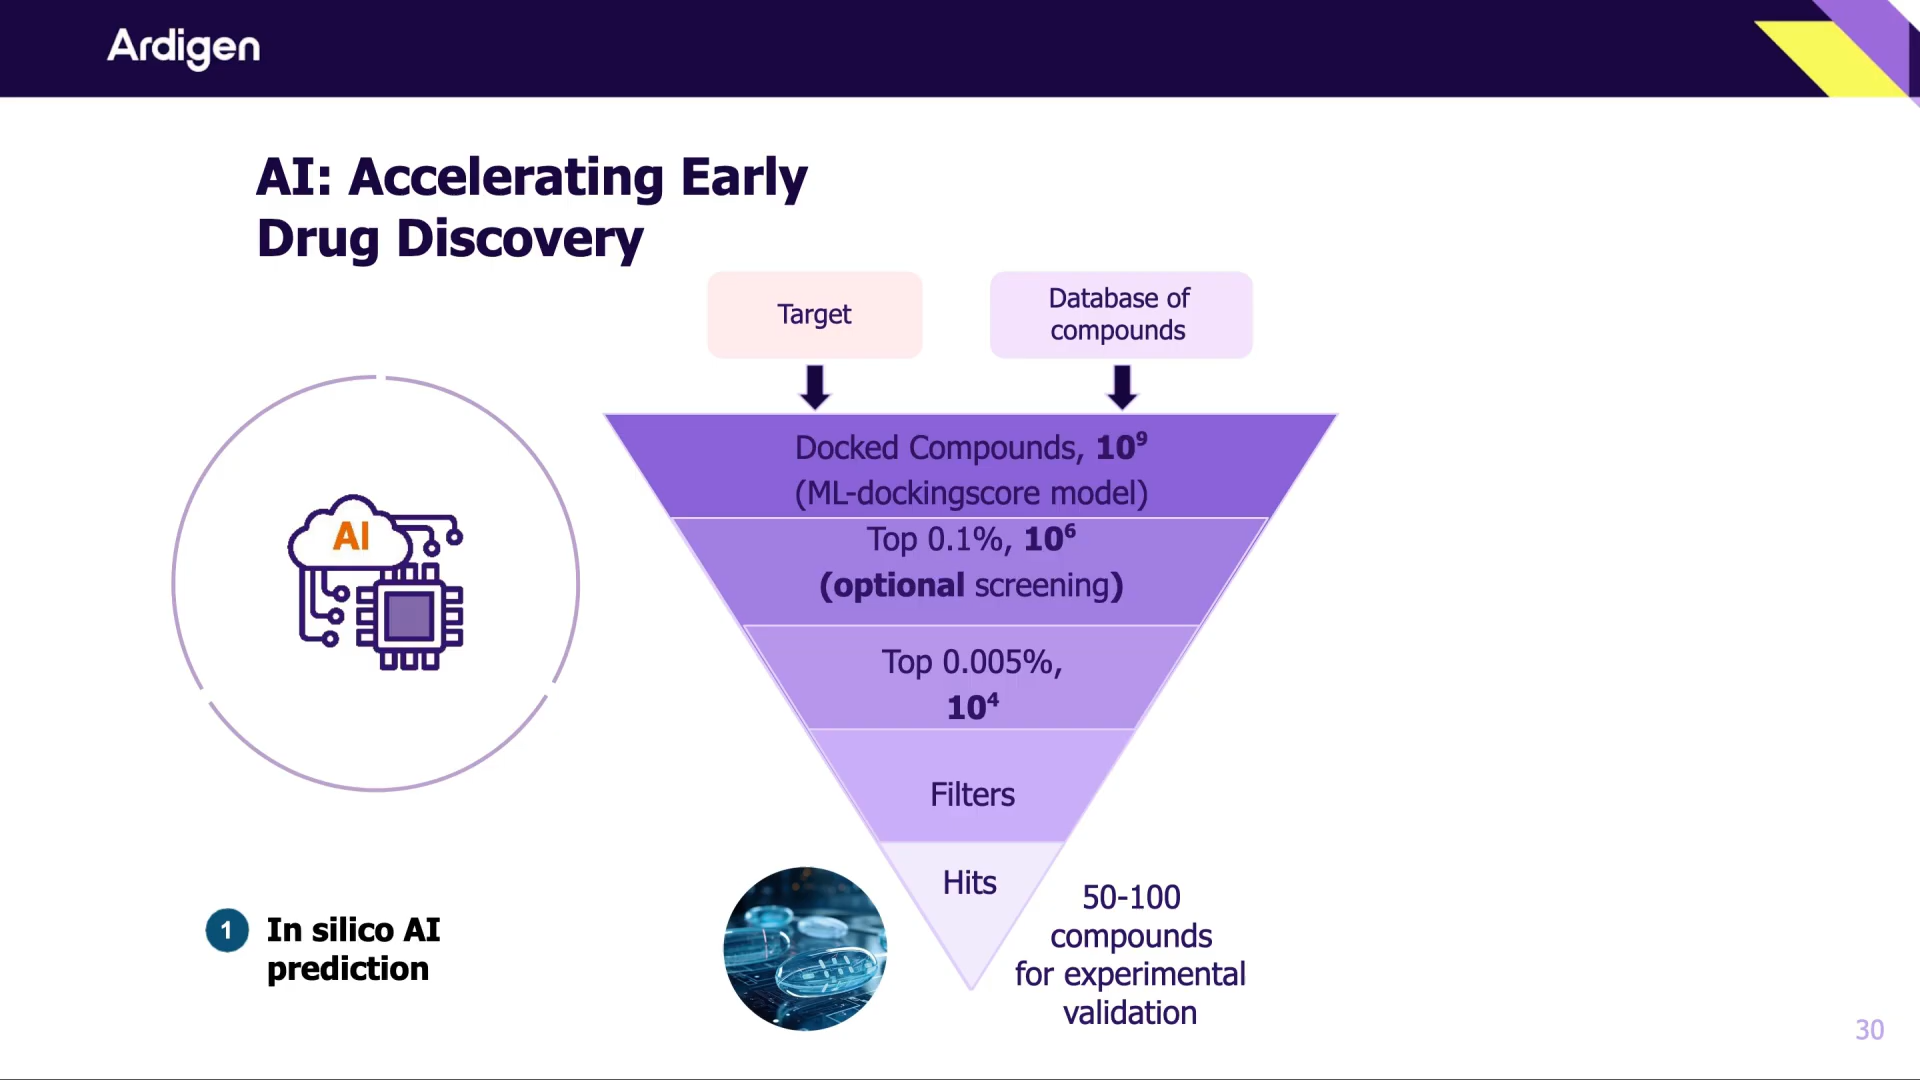 Ardigen
AI: Accelerating Early
Drug Discovery
Target
Database of
compounds
Docked Compounds, 10⁹
(ML-dockingscore model)
Top 0.1%, 10⁶
(optional screening)
Top 0.005%,
10⁴
Filters
Hits
AI
1 In silico AI
prediction
50-100
compounds
for experimental
validation
30